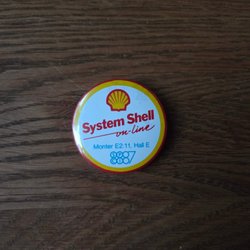 System Shell
on-line
Monter E2:11, Hall E